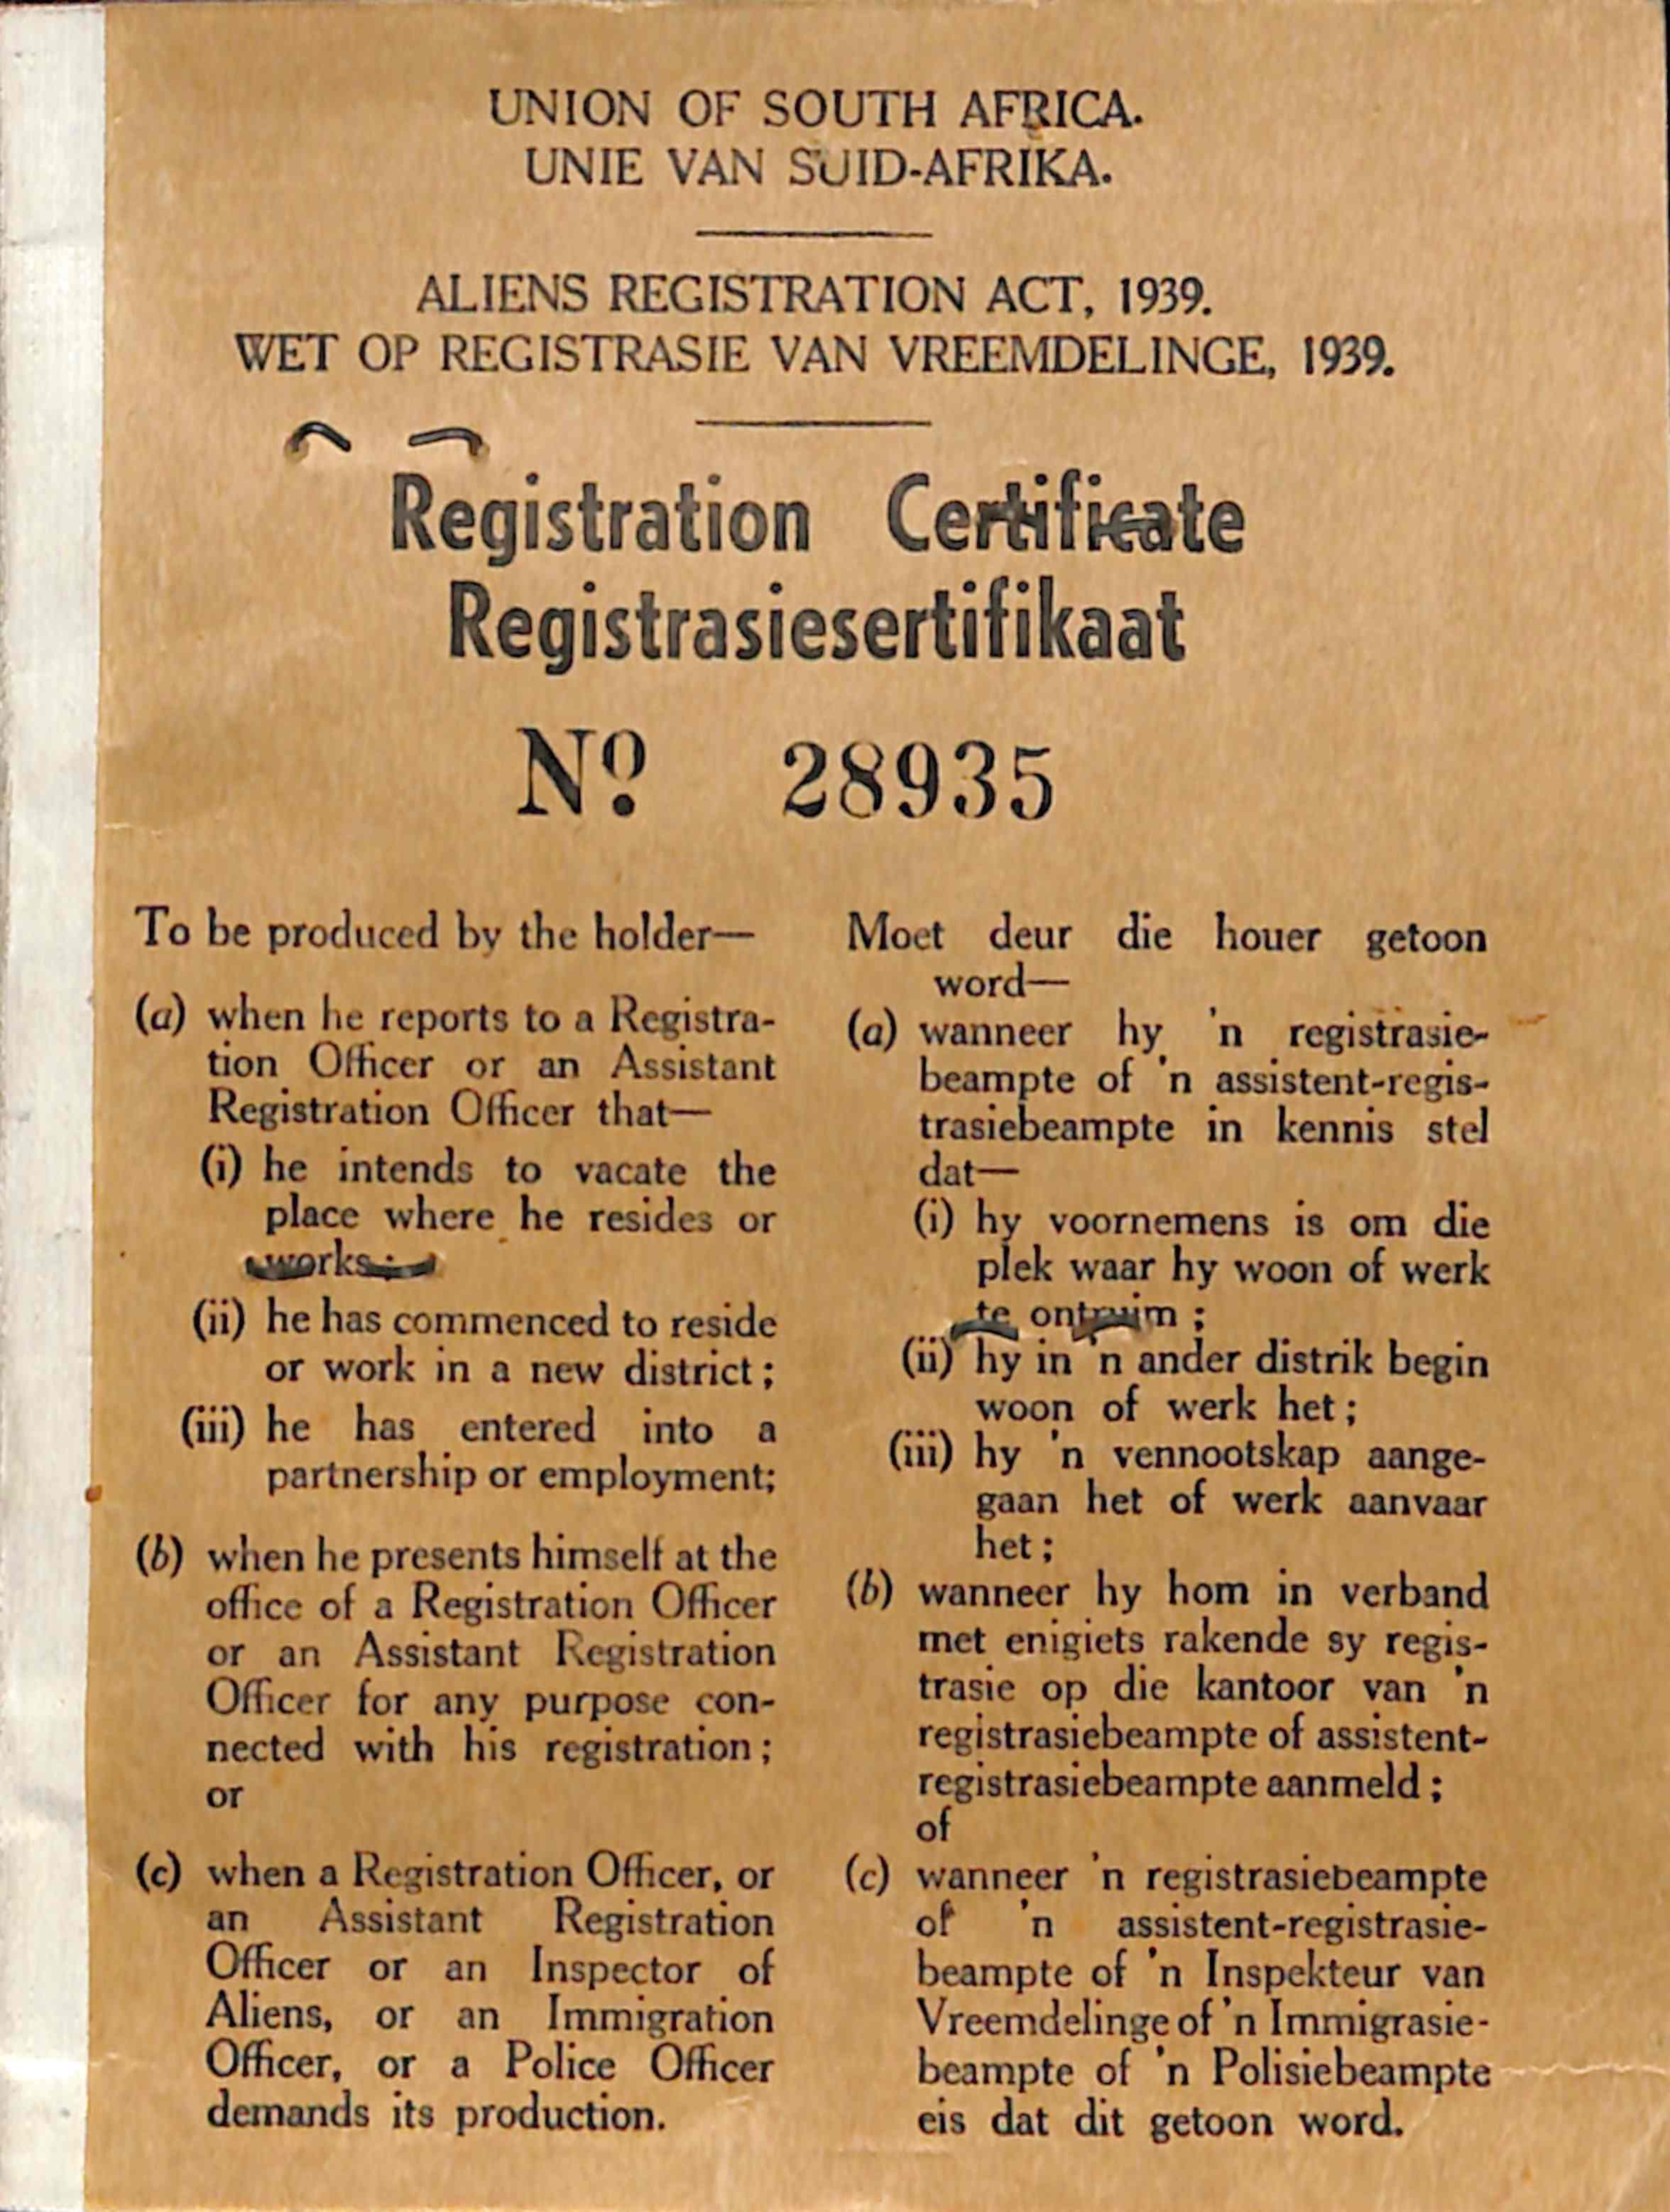 UNION OF SOUTH AFRICA.
UNIE VAN SUID-AFRIKA.
ALIENS REGISTRATION ACT, 1939.
WET OP REGISTRASIE VAN VREEMDELINGE, 1939.
Registration Certificate
Registrasiesertifikaat
No. 28935
To be produced by the holder—
(a) when he reports to a Registra-
tion Officer or an Assistant
Registration Officer that—
(i) he intends to vacate the
place where he resides or
works;
(ii) he has commenced to reside
or work in a new district;
(iii) he has entered into a
partnership or employment;
(b) when he presents himself at the
office of a Registration Officer
or an Assistant Registration
Officer for any purpose con-
nected with his registration;
or
(c) when a Registration Officer, or
an Assistant Registration
Officer or an Inspector of
Aliens, or an Immigration
Officer, or a Police Officer
demands its production.
Moet deur die houer getoon
word—
(a) wanneer hy 'n registrasie-
beampte of 'n assistent-regis-
trasiebeampte in kennis stel
dat—
(i) hy voornemens is om die
plek waar hy woon of werk
te ontruim;
(ii) hy in 'n ander distrik begin
woon of werk het;
(iii) hy 'n vennootskap aange-
gaan het of werk aanvaar
het;
(b) wanneer hy hom in verband
met enigiets rakende sy regis-
trasie op die kantoor van 'n
registrasiebeampte of assistent-
registrasiebeampte aanmeld;
of
(c) wanneer 'n registrasiebeampte
of 'n assistent-registrasie-
beampte of 'n Inspekteur van
Vreemdelinge of 'n Immigrasie-
beampte of 'n Polisiebeampte
eis dat dit getoon word.